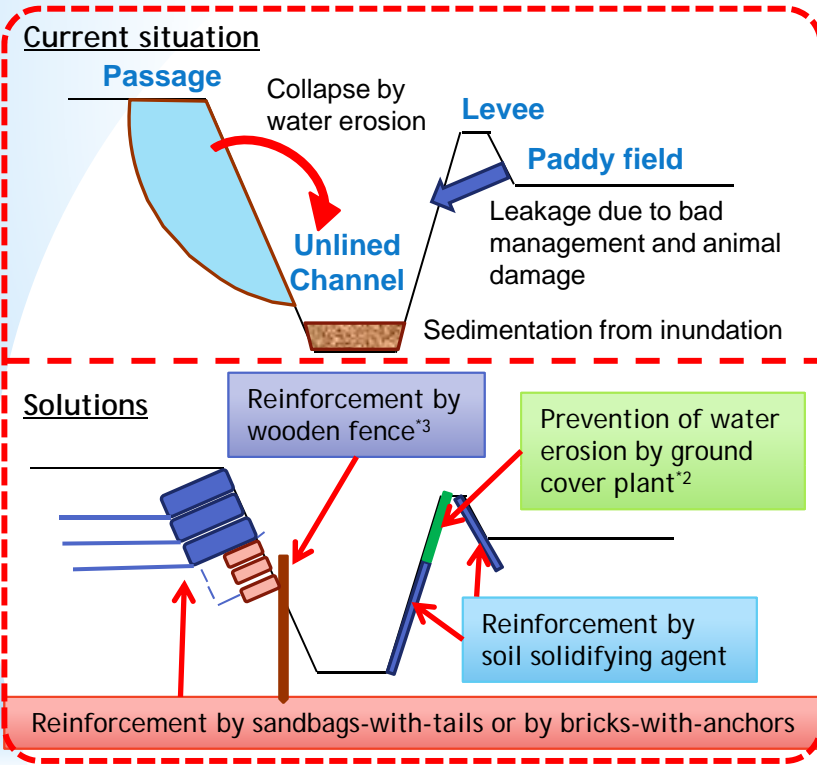 Current situation
Passage
Collapse by
water erosion
Levee
Paddy field
Leakage due to bad
management and animal
damage
Unlined
Channel
Sedimentation from inundation
Solutions
Reinforcement by
wooden fence*3
Prevention of water
erosion by ground
cover plant*2
Reinforcement by
soil solidifying agent
Reinforcement by sandbags-with-tails or by bricks-with-anchors